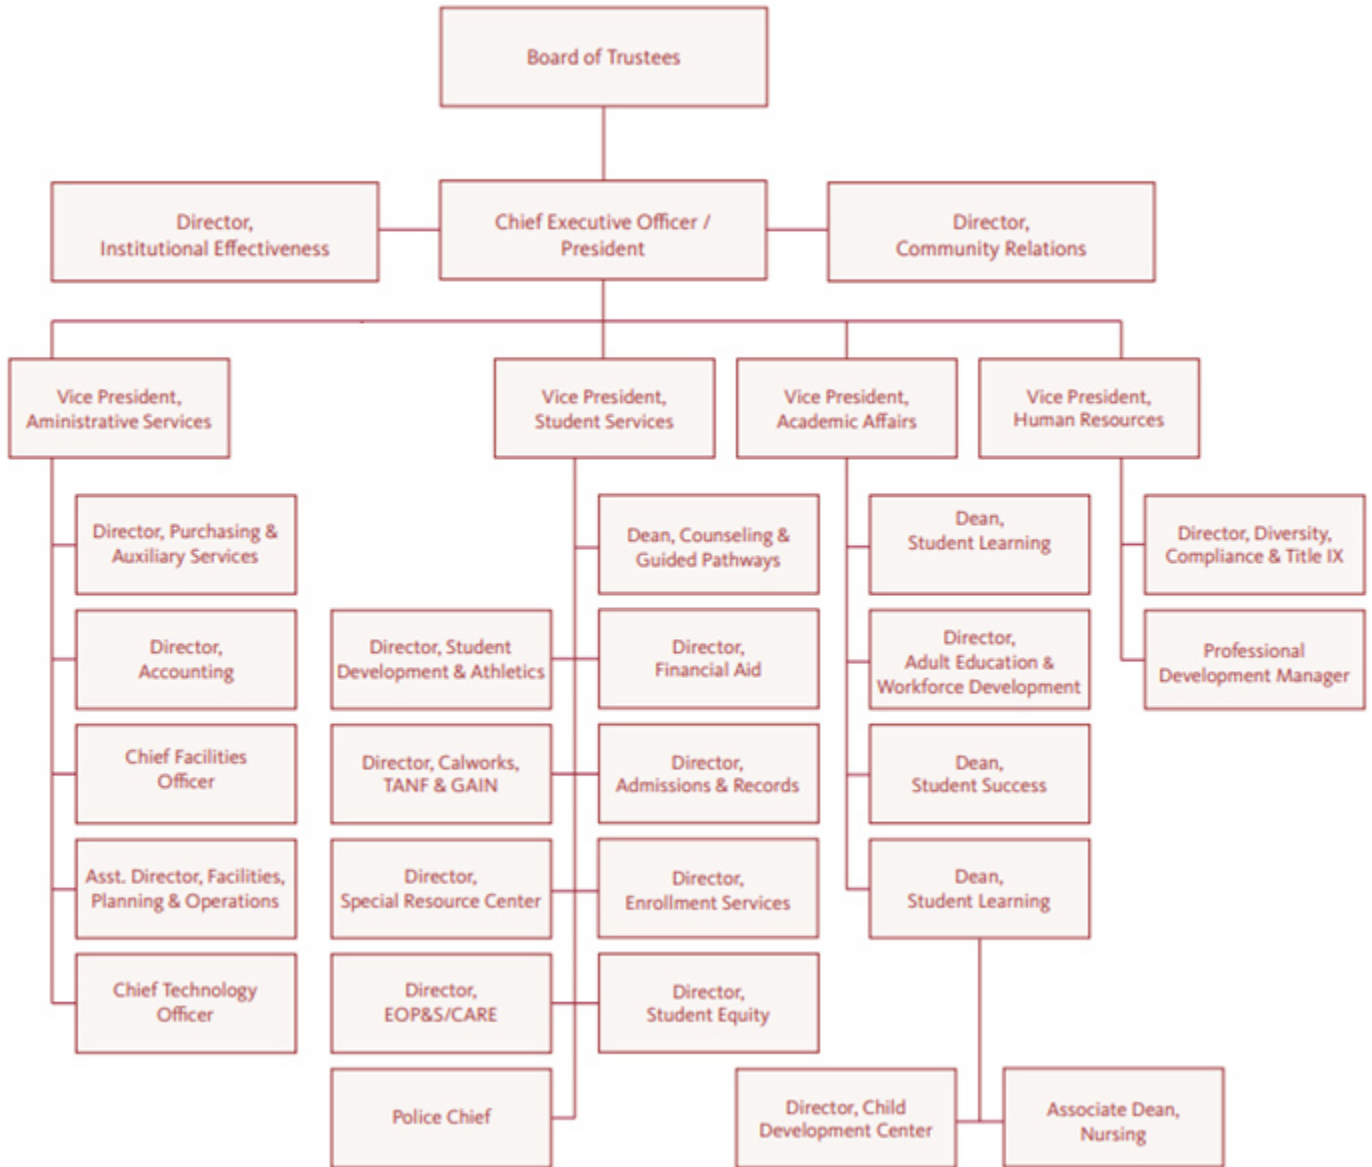 Board of Trustees
Director,
Institutional Effectiveness
Chief Executive Officer /
President
Director,
Community Relations
Vice President,
Aministrative Services
Vice President,
Student Services
Vice President,
Academic Affairs
Vice President,
Human Resources
Director, Purchasing &
Auxiliary Services
Dean, Counseling &
Guided Pathways
Dean,
Student Learning
Director, Diversity,
Compliance & Title IX
Director,
Accounting
Director, Student
Development & Athletics
Director,
Financial Aid
Director,
Adult Education &
Workforce Development
Professional
Development Manager
Chief Facilities
Officer
Director, Calworks,
TANF & GAIN
Director,
Admissions & Records
Dean,
Student Success
Asst. Director, Facilities,
Planning & Operations
Director,
Special Resource Center
Director,
Enrollment Services
Dean,
Student Learning
Chief Technology
Officer
Director,
EOP&S/CARE
Director,
Student Equity
Police Chief
Director, Child
Development Center
Associate Dean,
Nursing